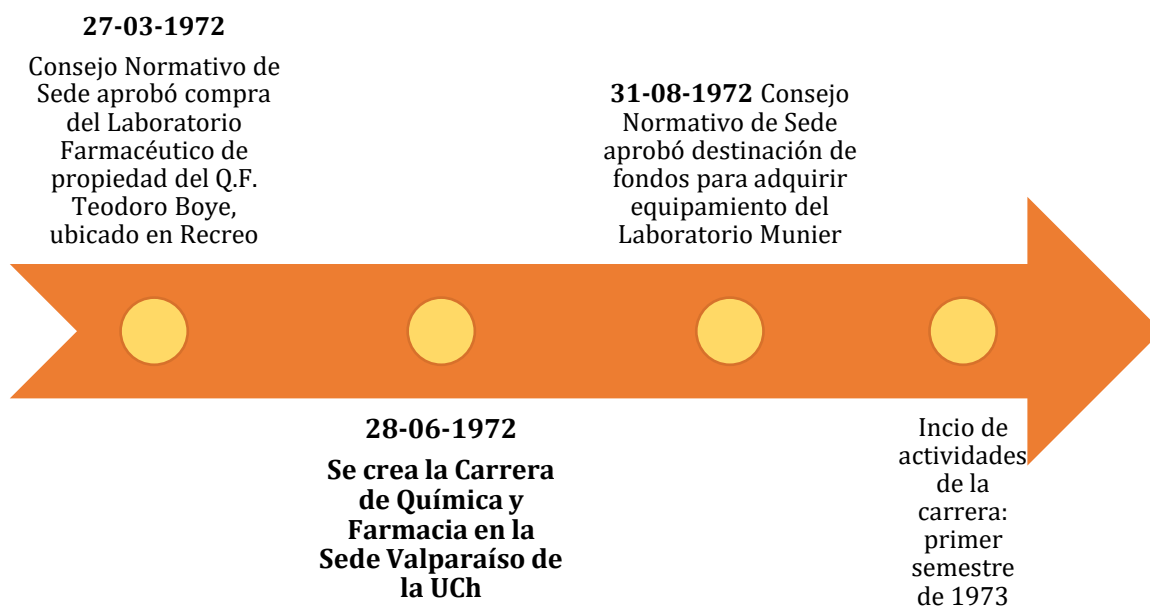 27-03-1972
Consejo Normativo de
Sede aprobó compra
del Laboratorio
Farmacéutico de
propiedad del Q.F.
Teodoro Boye,
ubicado en Recreo
28-06-1972
Se crea la Carrera
de Química y
Farmacia en la
Sede Valparaíso de
la UCh
31-08-1972 Consejo
Normativo de Sede
aprobó destinación de
fondos para adquirir
equipamiento del
Laboratorio Munier
Incio de
actividades
de la
carrera:
primer
semestre
de 1973